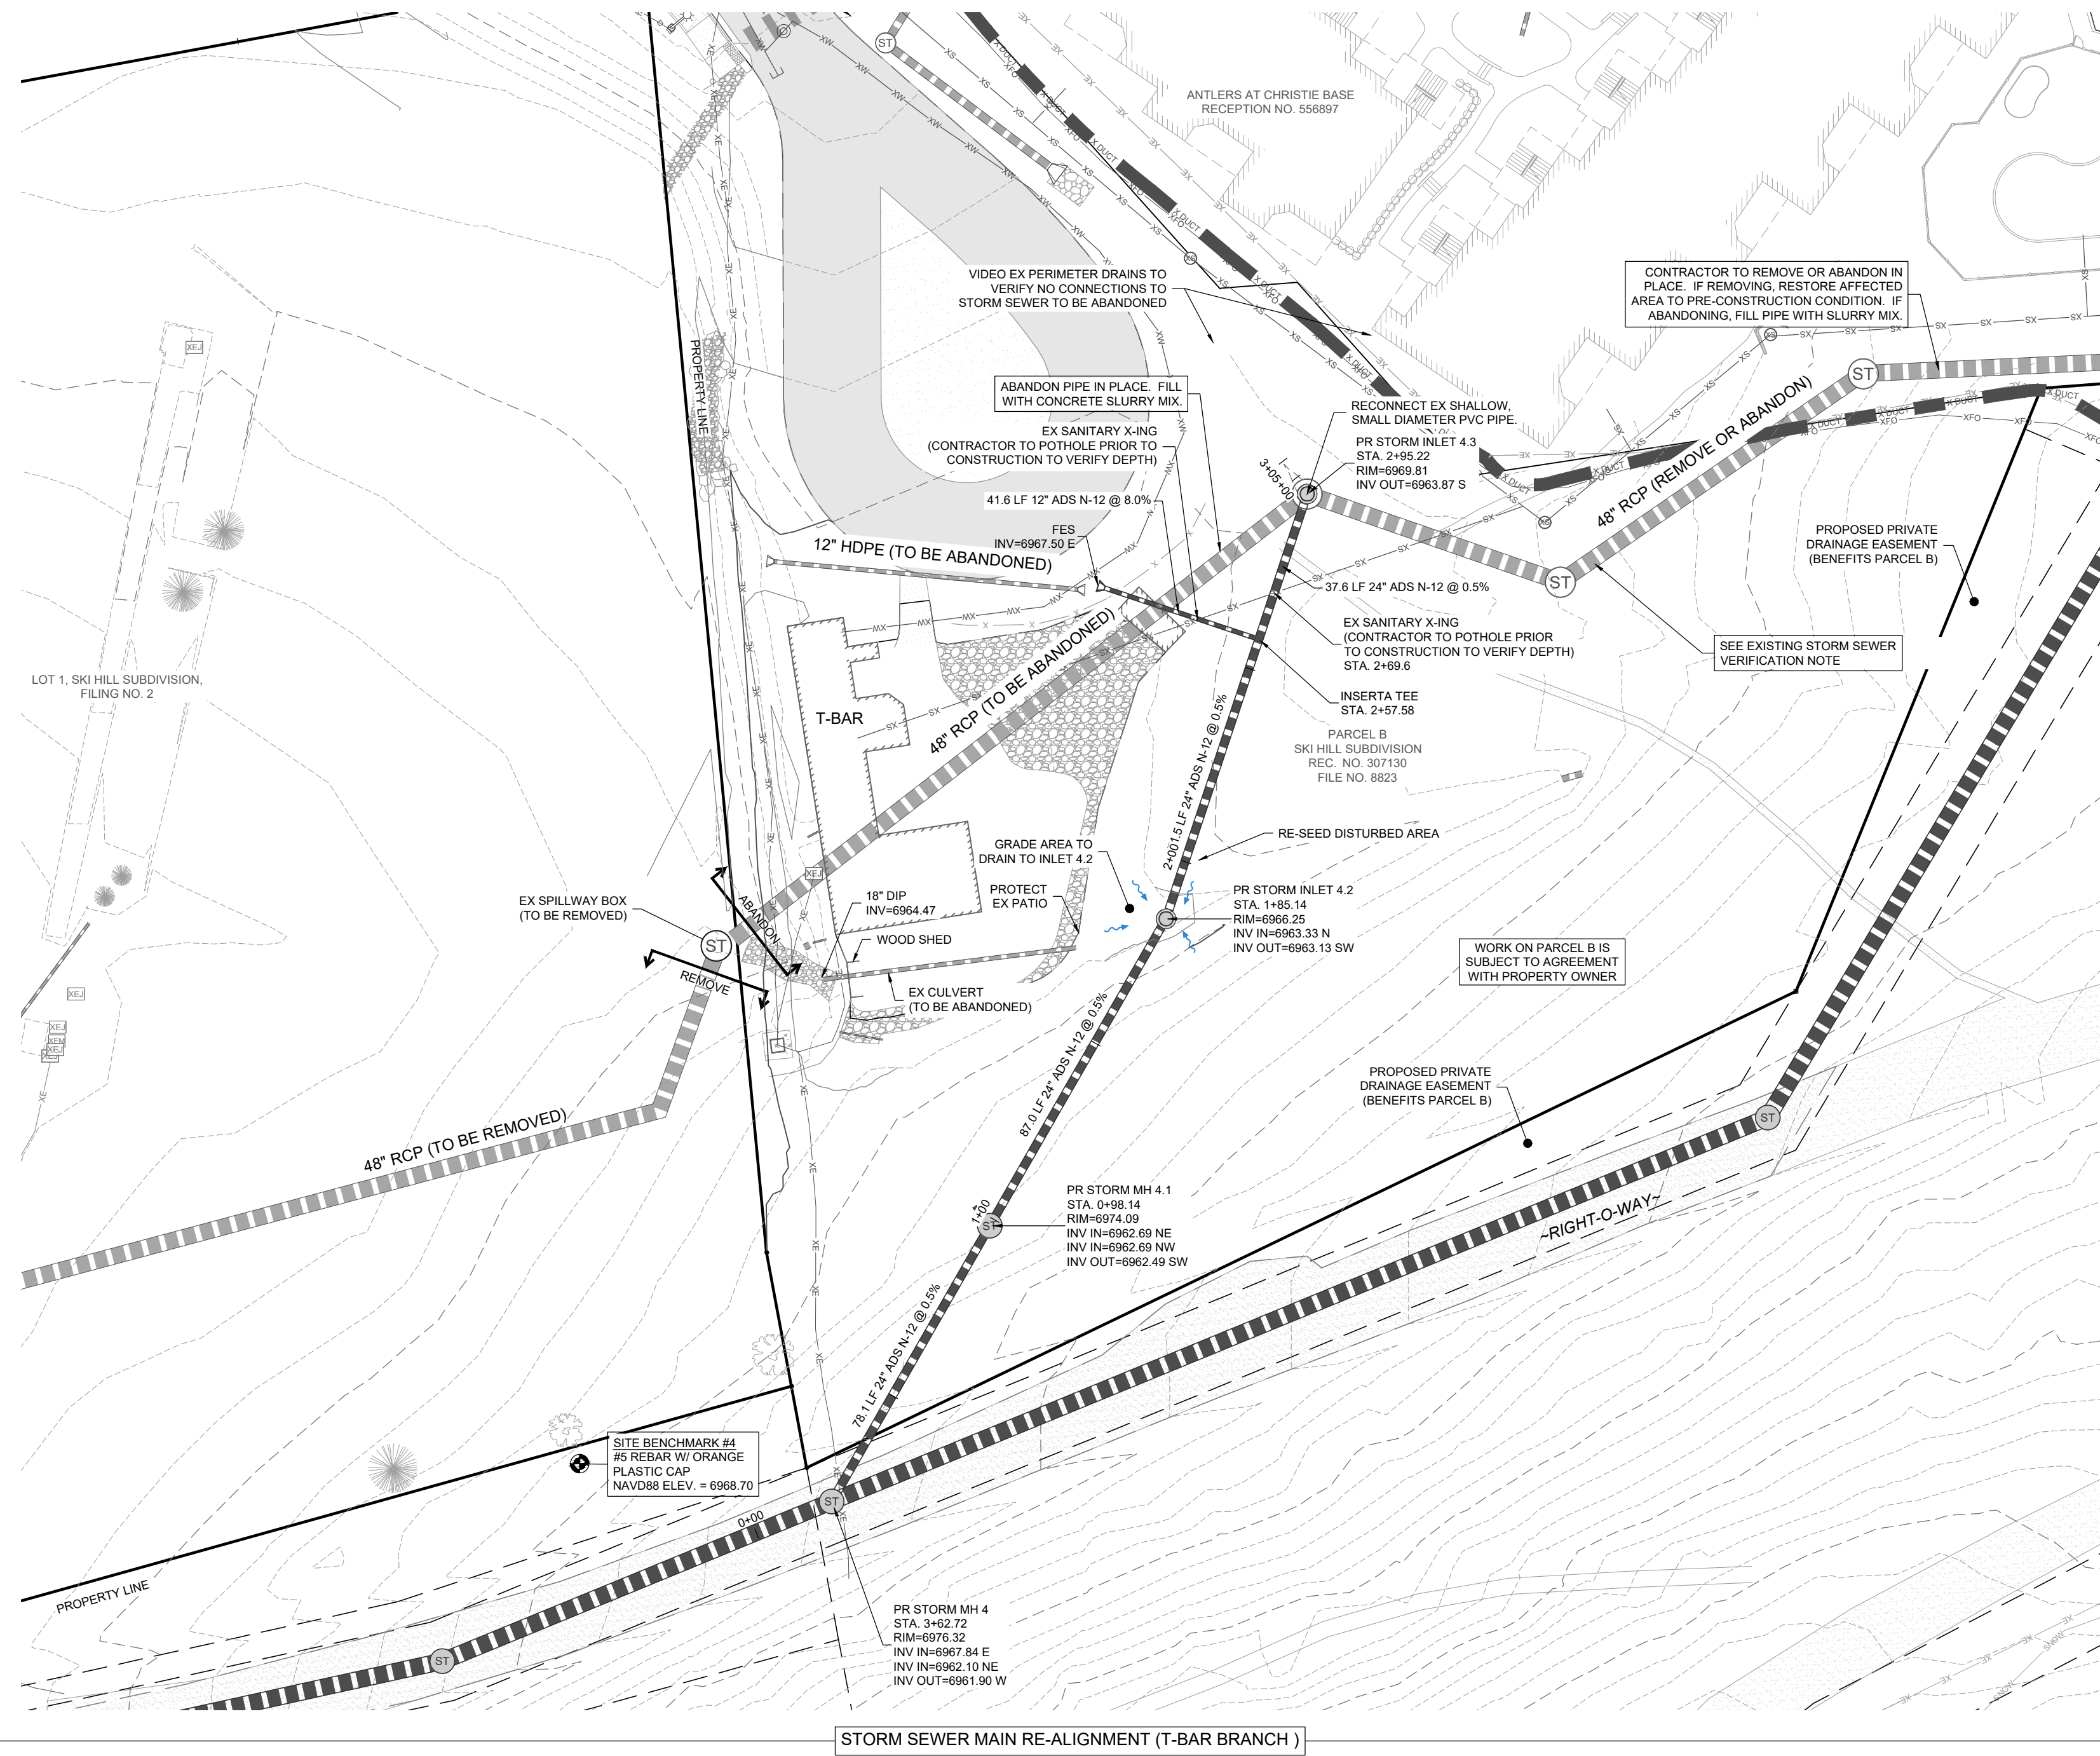 ANTLERS AT CHRISTIE BASE
RECEPTION NO. 556897
VIDEO EX PERIMETER DRAINS TO
VERIFY NO CONNECTIONS TO
STORM SEWER TO BE ABANDONED
CONTRACTOR TO REMOVE OR ABANDON IN
PLACE. IF REMOVING, RESTORE AFFECTED
AREA TO PRE-CONSTRUCTION CONDITION. IF
ABANDONING, FILL PIPE WITH SLURRY MIX.
PROPERTY LINE
ABANDON PIPE IN PLACE. FILL
WITH CONCRETE SLURRY MIX.
EX SANITARY X-ING
(CONTRACTOR TO POTHOLE PRIOR TO
CONSTRUCTION TO VERIFY DEPTH)
41.6 LF 12" ADS N-12 @ 8.0%
FES
INV=6967.50 E
12" HDPE (TO BE ABANDONED)
RECONNECT EX SHALLOW,
SMALL DIAMETER PVC PIPE.
PR STORM INLET 4.3
STA. 2+95.22
RIM=6969.81
INV OUT=6963.87 S
3+05+00
48" RCP (REMOVE OR ABANDON)
PROPOSED PRIVATE
DRAINAGE EASEMENT
(BENEFITS PARCEL B)
37.6 LF 24" ADS N-12 @ 0.5%
EX SANITARY X-ING
(CONTRACTOR TO POTHOLE PRIOR
TO CONSTRUCTION TO VERIFY DEPTH)
STA. 2+69.6
SEE EXISTING STORM SEWER
VERIFICATION NOTE
INSERTA TEE
STA. 2+57.58
LOT 1, SKI HILL SUBDIVISION,
FILING NO. 2
T-BAR
48" RCP (TO BE ABANDONED)
PARCEL B
SKI HILL SUBDIVISION
REC. NO. 307130
FILE NO. 8823
2+001.5 LF 24" ADS N-12 @ 0.5%
RE-SEED DISTURBED AREA
GRADE AREA TO
DRAIN TO INLET 4.2
PROTECT
EX PATIO
18" DIP
INV=6964.47
WOOD SHED
EX SPILLWAY BOX
(TO BE REMOVED)
ST
ABANDON
REMOVE
EX CULVERT
(TO BE ABANDONED)
PR STORM INLET 4.2
STA. 1+85.14
RIM=6966.25
INV IN=6963.33 N
INV OUT=6963.13 SW
WORK ON PARCEL B IS
SUBJECT TO AGREEMENT
WITH PROPERTY OWNER
87.0 LF 24" ADS N-12 @ 0.5%
PROPOSED PRIVATE
DRAINAGE EASEMENT
(BENEFITS PARCEL B)
48" RCP (TO BE REMOVED)
1+00
ST
PR STORM MH 4.1
STA. 0+98.14
RIM=6974.09
INV IN=6962.69 NE
INV IN=6962.69 NW
INV OUT=6962.49 SW
~RIGHT-O-WAY~
78.1 LF 24" ADS N-12 @ 0.5%
SITE BENCHMARK #4
#5 REBAR W/ ORANGE
PLASTIC CAP
NAVD88 ELEV. = 6968.70
0+00
ST
PROPERTY LINE
ST
PR STORM MH 4
STA. 3+62.72
RIM=6976.32
INV IN=6967.84 E
INV IN=6962.10 NE
INV OUT=6961.90 W
STORM SEWER MAIN RE-ALIGNMENT (T-BAR BRANCH )